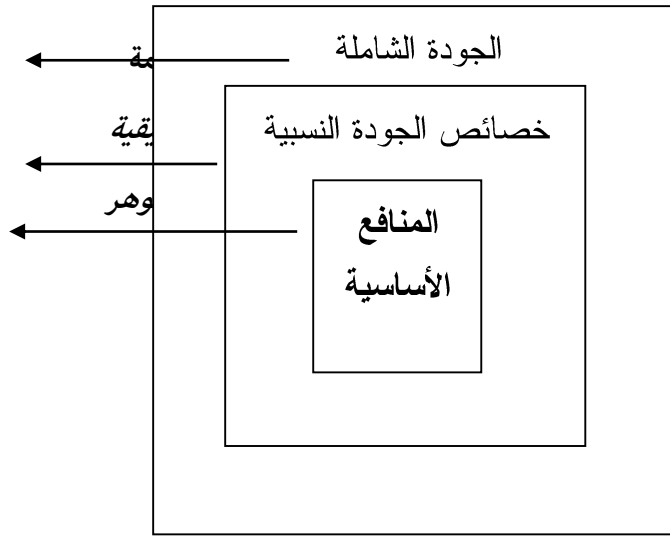 الجودة الشاملة
خصائص الجودة النسبية
المنافع
الأساسية